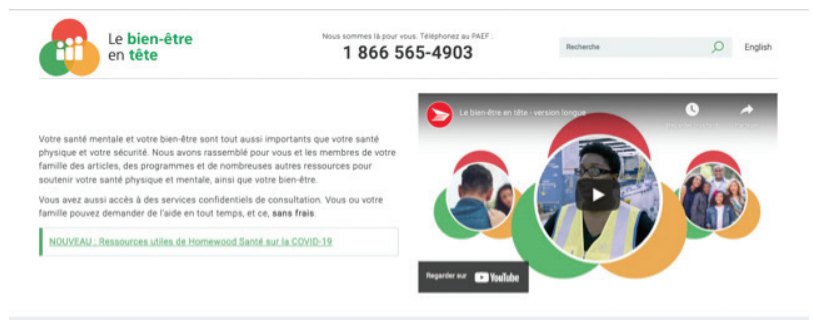 Le bien-être
en tête
Nous sommes là pour vous. Téléphonez au PAEF :
1 866 565-4903
Recherche
English
Votre santé mentale et votre bien-être sont tout aussi importants que votre santé
physique et votre sécurité. Nous avons rassemblé pour vous et les membres de votre
famille des articles, des programmes et de nombreuses autres ressources pour
soutenir votre santé physique et mentale, ainsi que votre bien-être.
Vous avez aussi accès à des services confidentiels de consultation. Vous ou votre
famille pouvez demander de l'aide en tout temps, et ce, sans frais.
NOUVEAU : Ressources utiles de Homewood Santé sur la COVID-19
Le bien-être en tête - version longue
Regarder sur YouTube